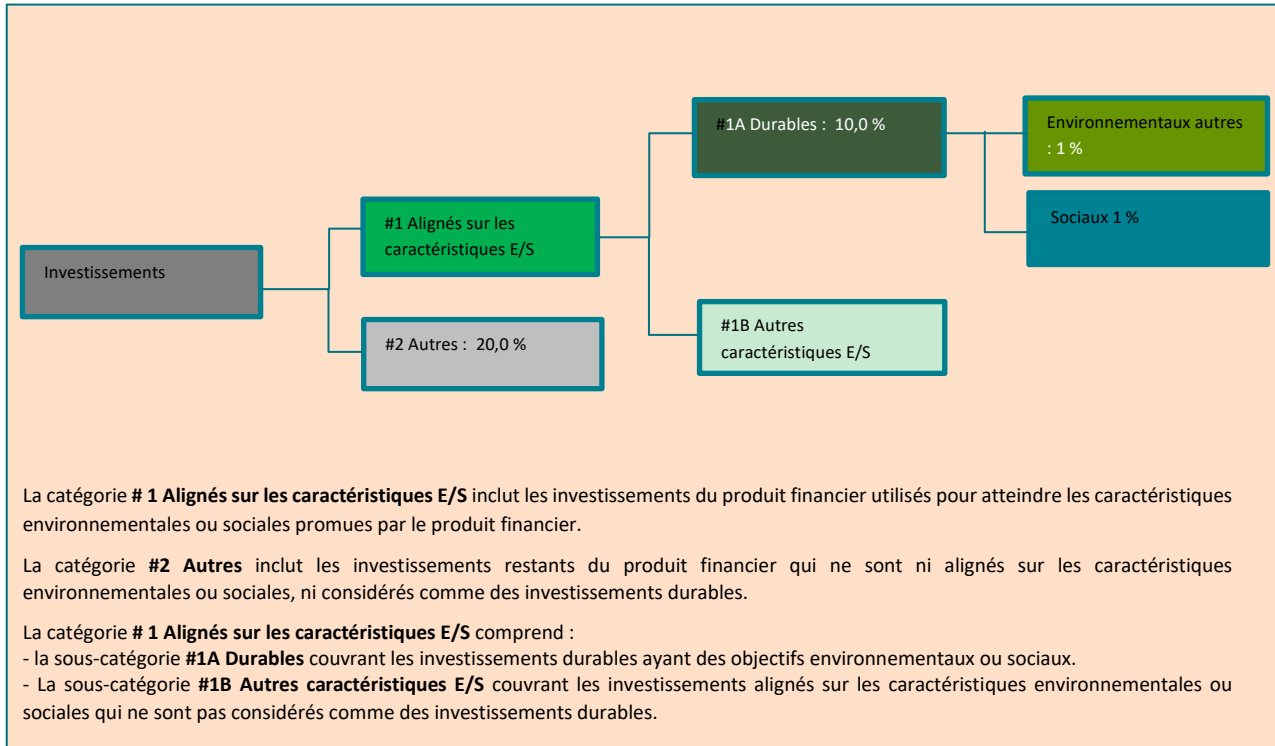 #1A Durables :  10,0 %
Environnementaux autres
: 1 %
#1 Alignés sur les
caractéristiques E/S
Sociaux 1 %
Investissements
#2 Autres :  20,0 %
#1B Autres
caractéristiques E/S
La catégorie # 1 Alignés sur les caractéristiques E/S inclut les investissements du produit financier utilisés pour atteindre les caractéristiques
environnementales ou sociales promues par le produit financier.
La catégorie #2 Autres inclut les investissements restants du produit financier qui ne sont ni alignés sur les caractéristiques
environnementales ou sociales, ni considérés comme des investissements durables.
La catégorie # 1 Alignés sur les caractéristiques E/S comprend :
- la sous-catégorie #1A Durables couvrant les investissements durables ayant des objectifs environnementaux ou sociaux.
- La sous-catégorie #1B Autres caractéristiques E/S couvrant les investissements alignés sur les caractéristiques environnementales ou
sociales qui ne sont pas considérés comme des investissements durables.